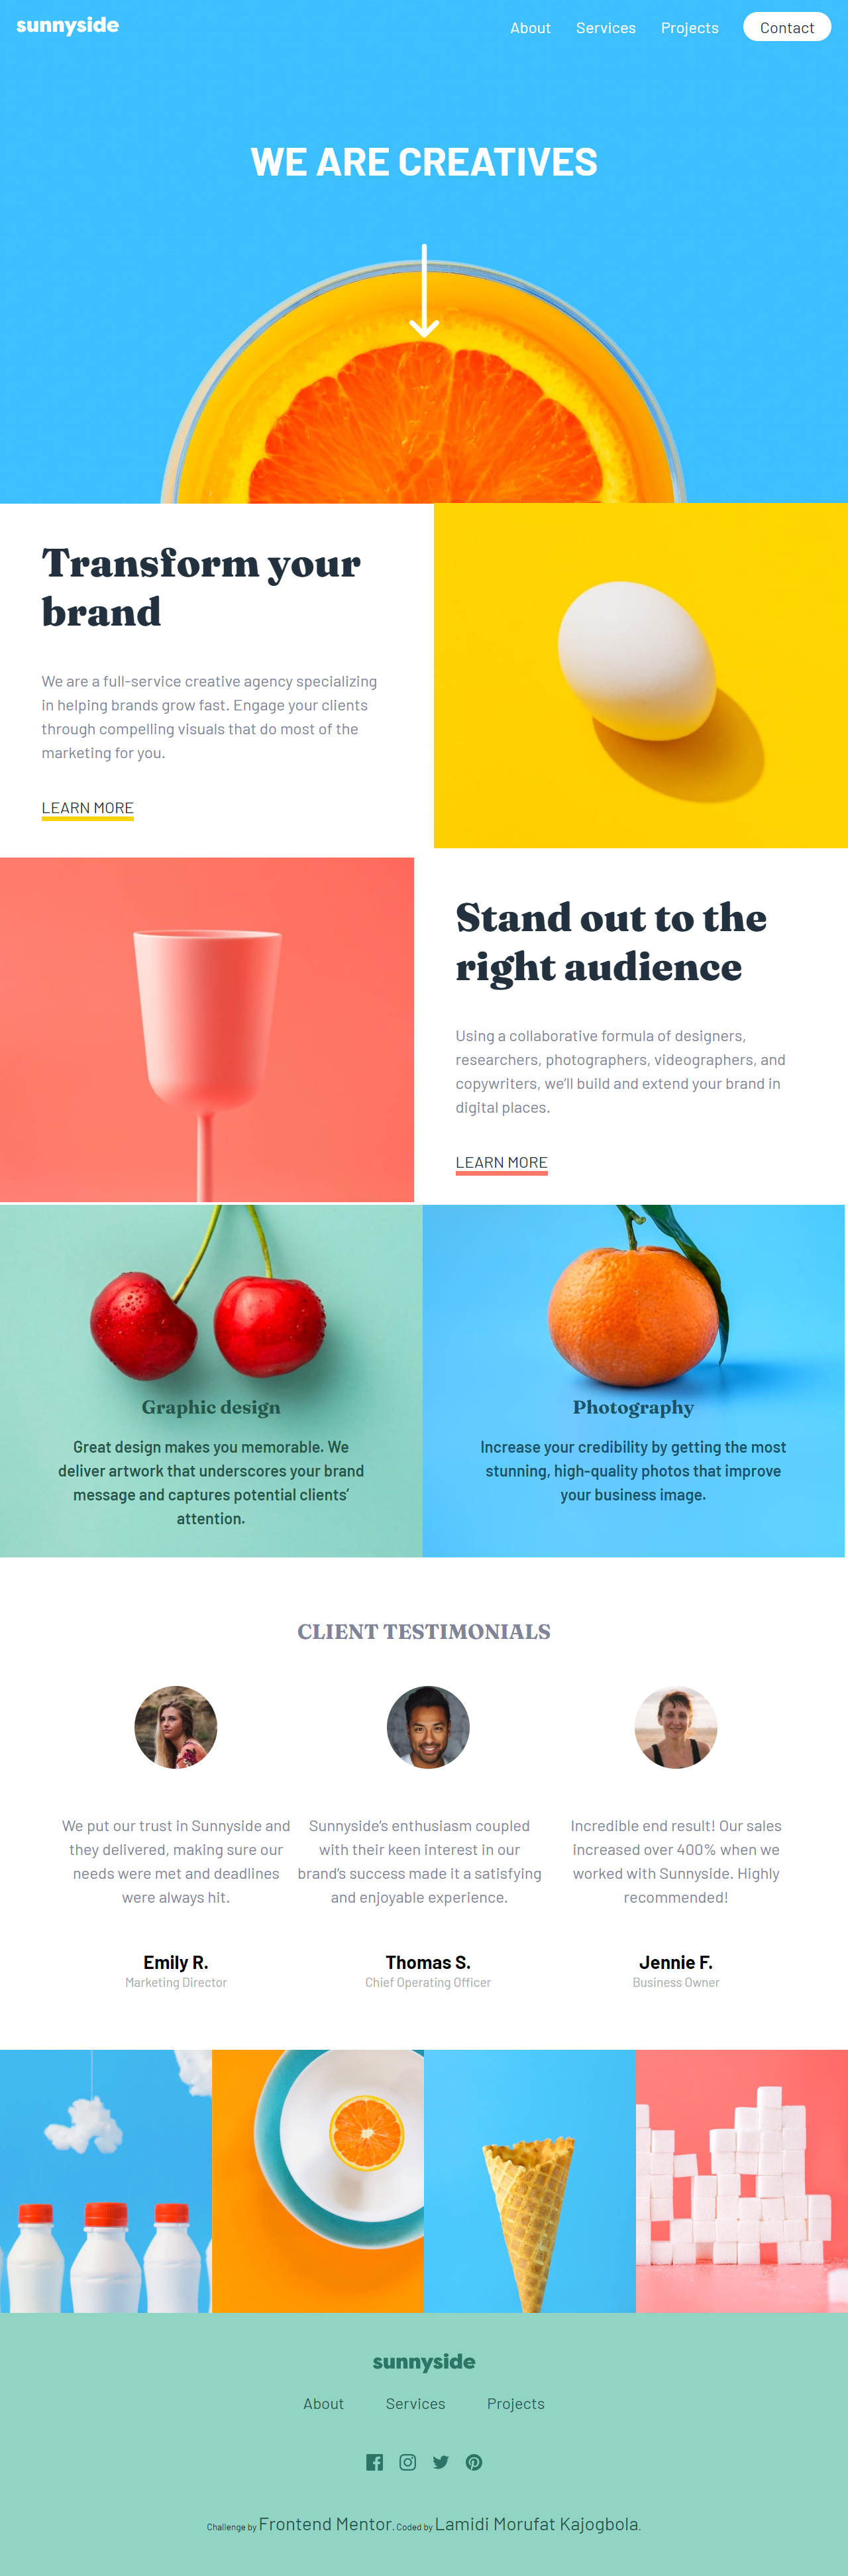 sunnyside
About Services Projects Contact
WE ARE CREATIVES
Transform your
brand
We are a full-service creative agency specializing
in helping brands grow fast. Engage your clients
through compelling visuals that do most of the
marketing for you.
LEARN MORE
Stand out to the
right audience
Using a collaborative formula of designers,
researchers, photographers, videographers, and
copywriters, we’ll build and extend your brand in
digital places.
LEARN MORE
Graphic design
Great design makes you memorable. We
deliver artwork that underscores your brand
message and captures potential clients’
attention.
Photography
Increase your credibility by getting the most
stunning, high-quality photos that improve
your business image.
CLIENT TESTIMONIALS
We put our trust in Sunnyside and
they delivered, making sure our
needs were met and deadlines
were always hit.
Emily R.
Marketing Director
Sunnyside’s enthusiasm coupled
with their keen interest in our
brand’s success made it a satisfying
and enjoyable experience.
Thomas S.
Chief Operating Officer
Incredible end result! Our sales
increased over 400% when we
worked with Sunnyside. Highly
recommended!
Jennie F.
Business Owner
sunnyside
About Services Projects
Challenge by Frontend Mentor. Coded by Lamidi Morufat Kajogbola.